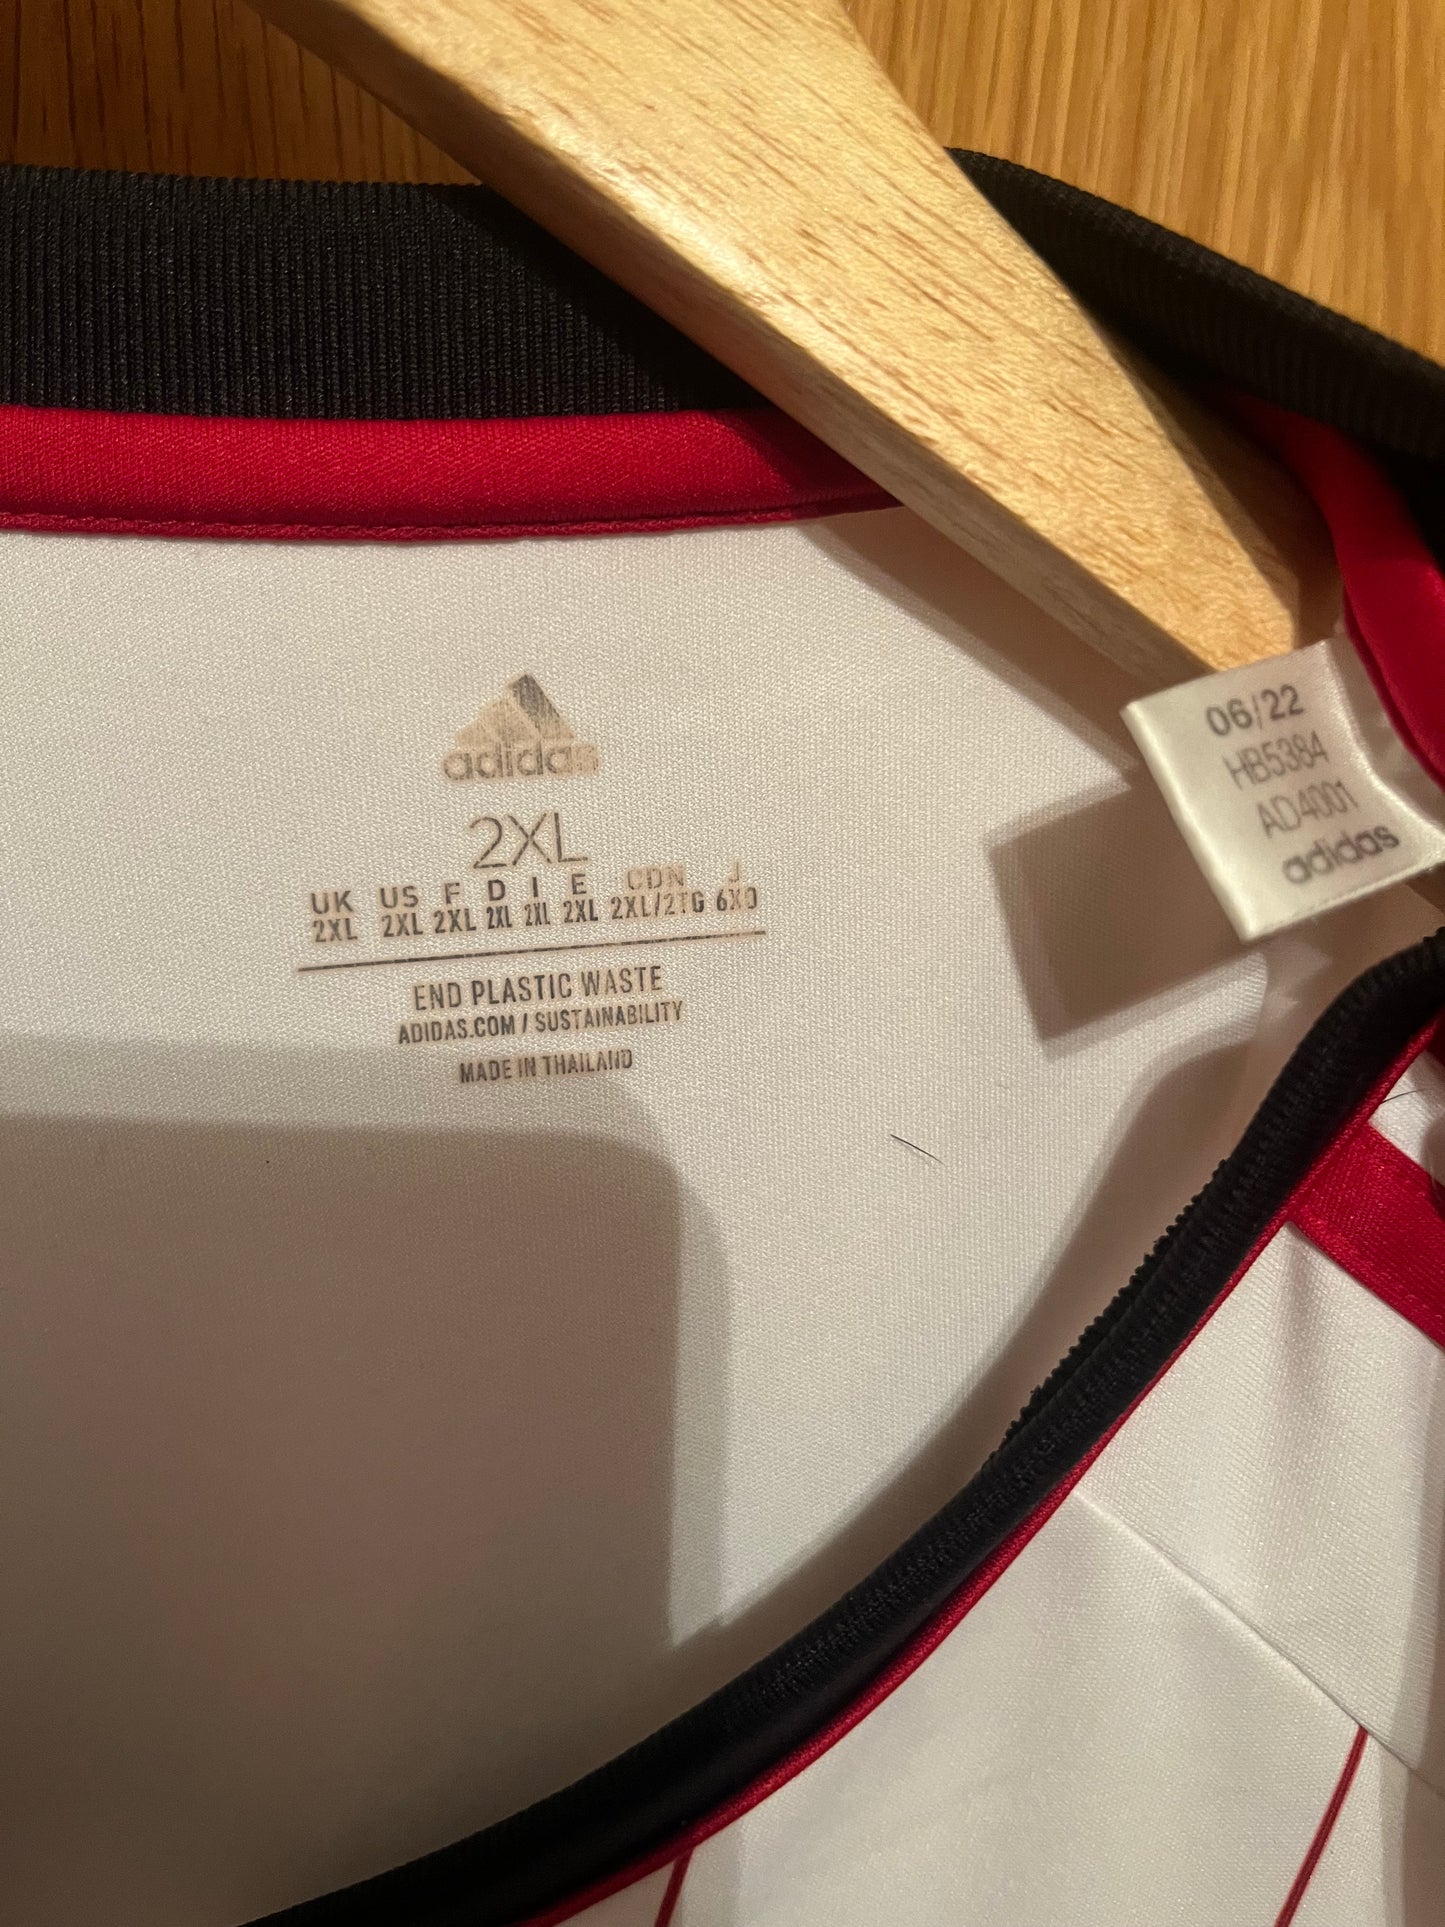 adidas
2XL
UK US F D I E CDN J
2XL 2XL 2XL 2XL 2XL 2XL 2XL/2TG 6XO
END PLASTIC WASTE
ADIDAS.COM / SUSTAINABILITY
MADE IN THAILAND
06/22
HB5384
AD4001
adidas